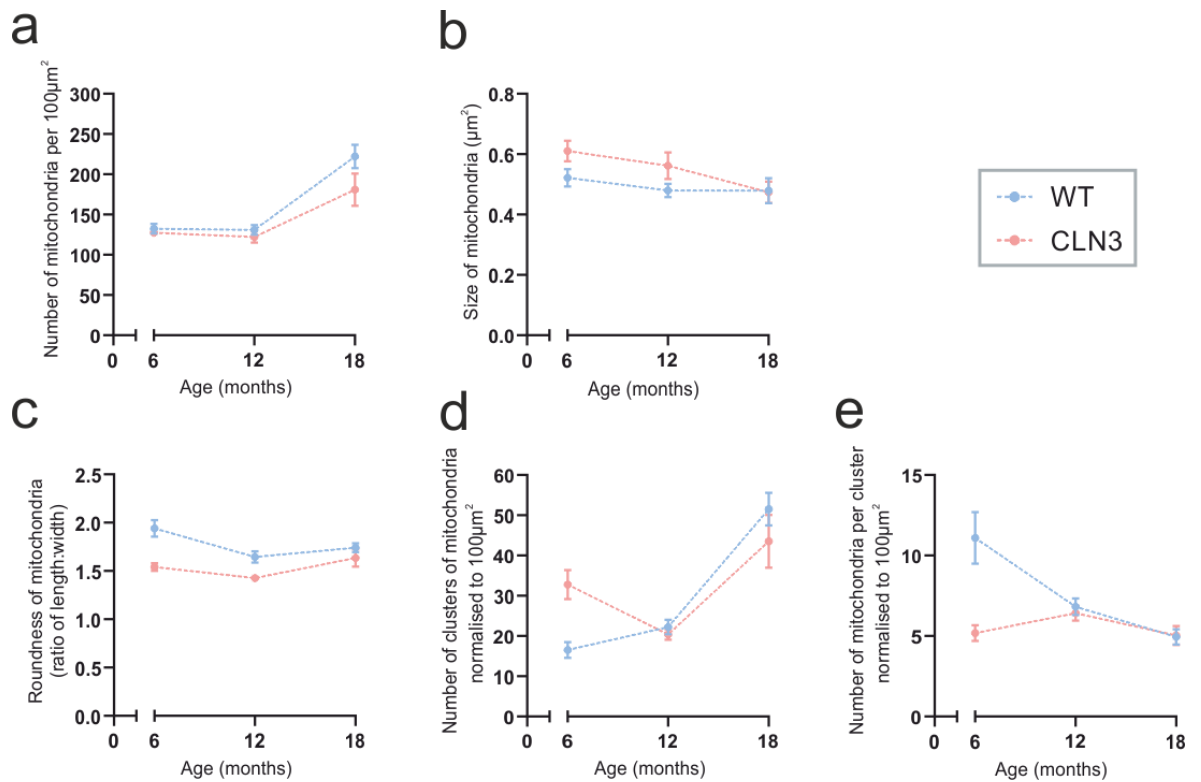 a
Number of mitochondria per 100µm²
300
250
200
150
100
50
0
0
6
12
18
Age (months)
b
Size of mitochondria (µm²)
0.8
0.6
0.4
0.2
0.0
0
6
12
18
Age (months)
WT
CLN3
c
Roundness of mitochondria
(ratio of length:width)
2.5
2.0
1.5
1.0
0.5
0.0
0
6
12
18
Age (months)
d
Number of clusters of mitochondria
normalised to 100µm²
60
50
40
30
20
10
0
0
6
12
18
Age (months)
e
Number of mitochondria per cluster
normalised to 100µm²
15
10
5
0
0
6
12
18
Age (months)